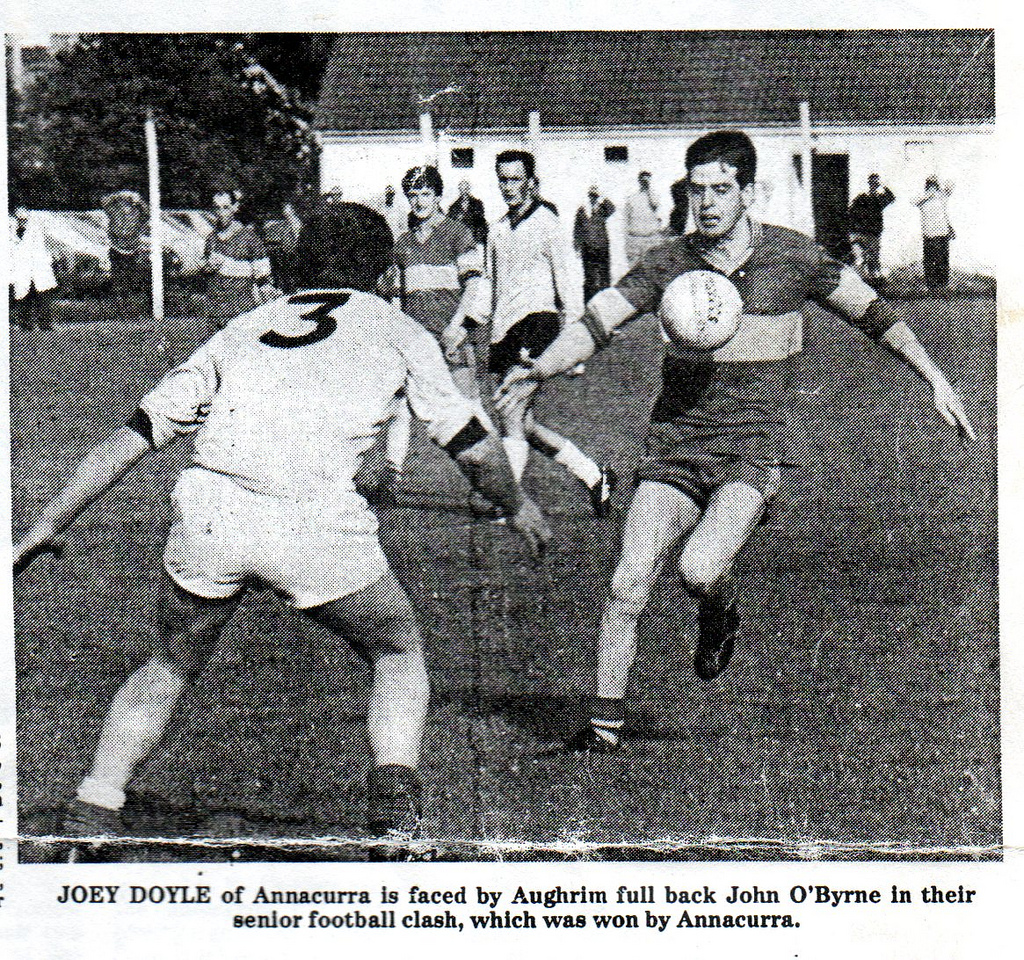 3
JOEY DOYLE of Annacurra is faced by Aughrim full back John O'Byrne in their
senior football clash, which was won by Annacurra.